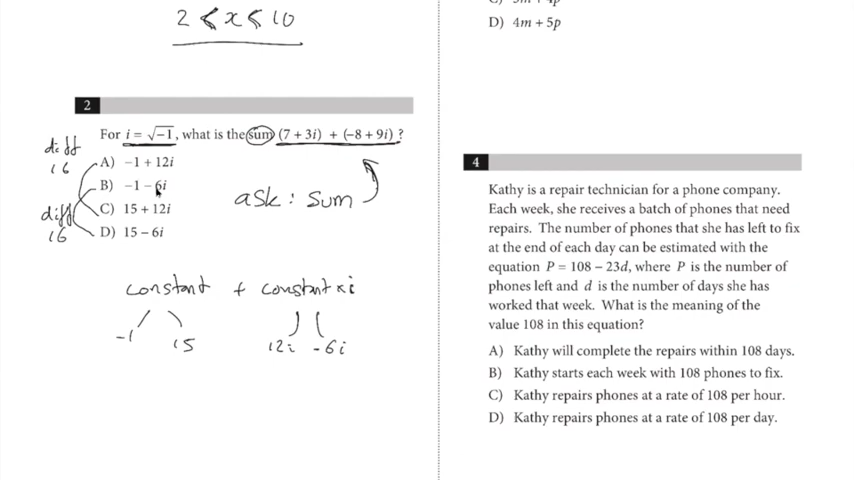 2 < x < 10
2
For i = √−1, what is the sum (7 + 3i) + (−8 + 9i) ?
diff
16
A) −1 + 12i
B) −1 − 6i
C) 15 + 12i
D) 15 − 6i
diff
16
ask : sum
constant + constant × i
-1 15 12i -6i
D) 4m + 5p
4
Kathy is a repair technician for a phone company.
Each week, she receives a batch of phones that need
repairs. The number of phones that she has left to fix
at the end of each day can be estimated with the
equation P = 108 − 23d, where P is the number of
phones left and d is the number of days she has
worked that week. What is the meaning of the
value 108 in this equation?
A) Kathy will complete the repairs within 108 days.
B) Kathy starts each week with 108 phones to fix.
C) Kathy repairs phones at a rate of 108 per hour.
D) Kathy repairs phones at a rate of 108 per day.